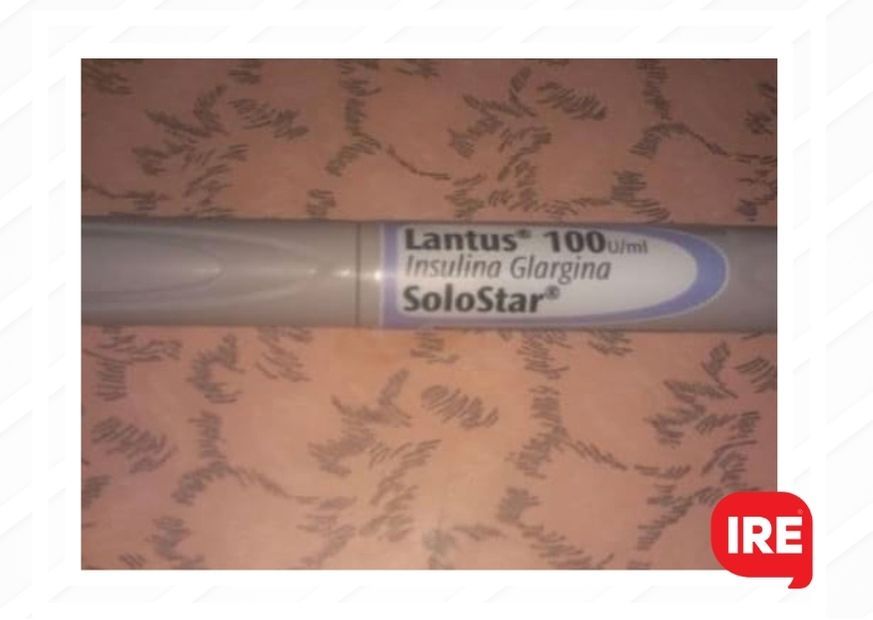 Lantus® 100U/ml
Insulina Glargina
SoloStar®
IRE